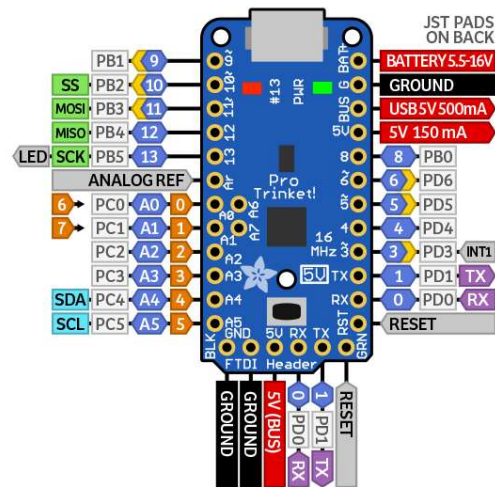 JST PADS
ON BACK
PB1 9 9 BAT BATTERY 5.5-16V
SS PB2 10 10 #13 PWR G GROUND
MOSI PB3 11 11 BUS USB 5V 500mA
MISO PB4 12 12 5V 5V 150 mA
LED SCK PB5 13 13 8 8 PB0
ANALOG REF Ar Pro Trinket! 6 6 PD6
6 PC0 A0 0 A0 A6 5 5 PD5
7 PC1 A1 1 A1 A7 4 4 PD4
PC2 A2 2 A2 16 MHz 3 3 PD3 INT1
PC3 A3 3 A3 5V TX 1 PD1 TX
SDA PC4 A4 4 A4 RX 0 PD0 RX
SCL PC5 A5 5 A5 RST RESET
BLK GND 5V RX TX GRN
FTDI Header
GROUND
GROUND
5V (BUS)
0 PD0 RX
1 PD1 TX
RESET